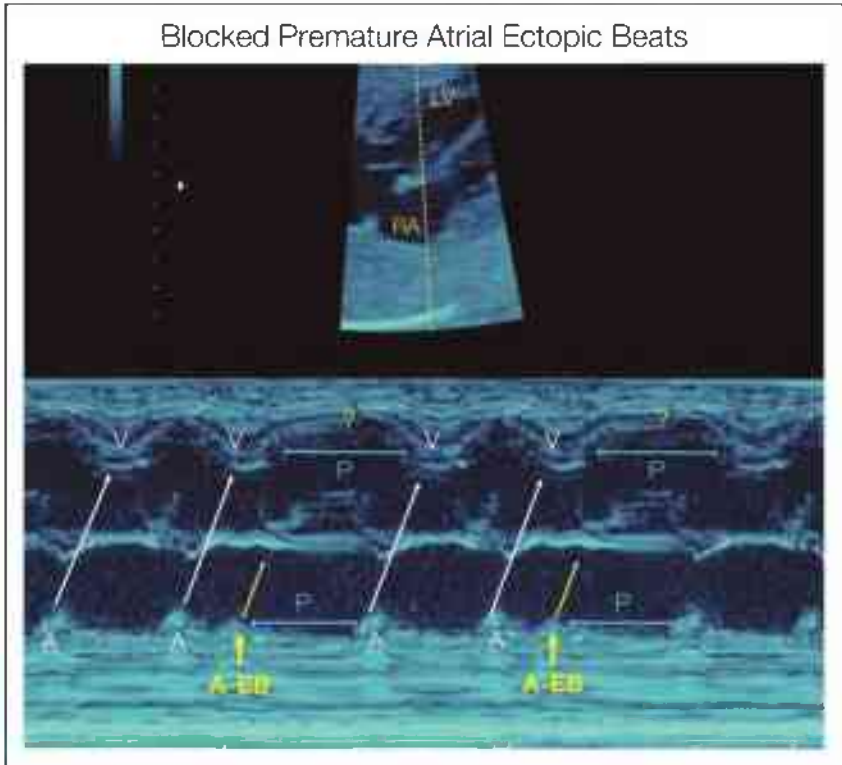 Blocked Premature Atrial Ectopic Beats
LV
RA
V V ? V V ?
P P
P P
A A A A
A-EB A-EB